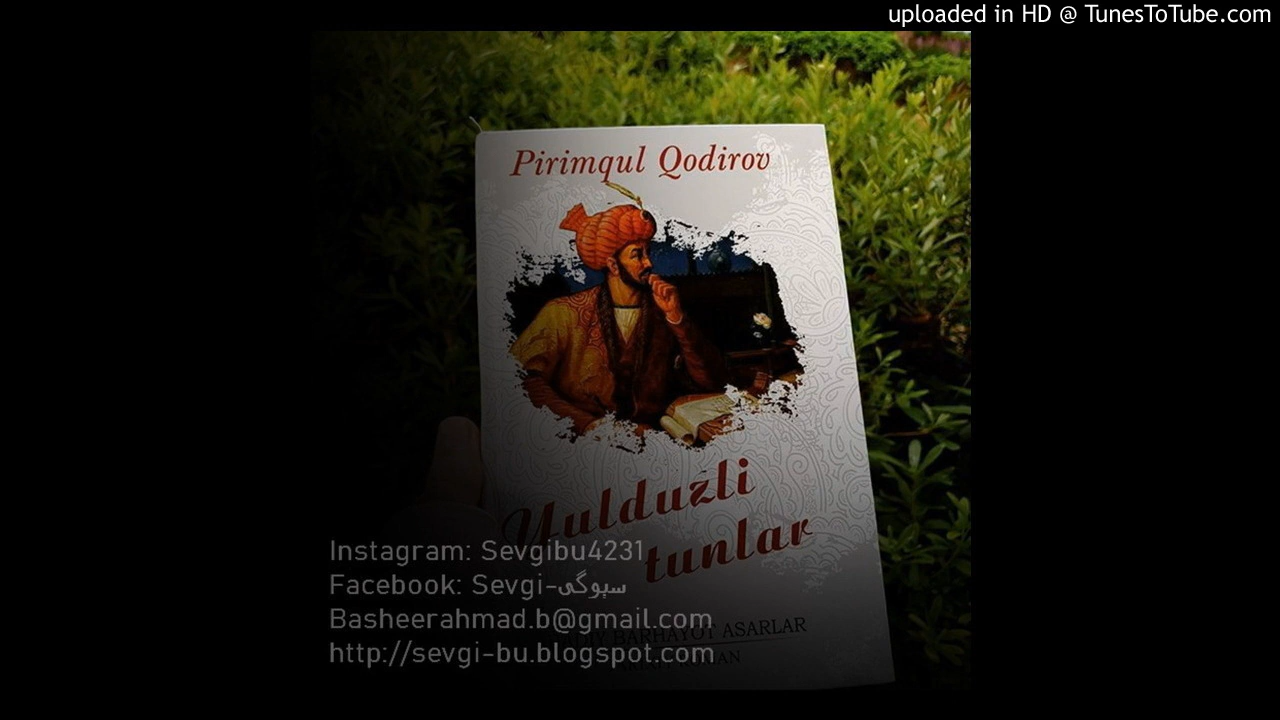 uploaded in HD @ TunesToTube.com
Pirimqul Qodirov
Yulduzli
tunlar
Instagram: Sevgibu4231
Facebook: Sevgi-سېوگی
Basheerahmad.b@gmail.com
BARHAYOT ASARLAR
http://sevgi-bu.blogspot.com